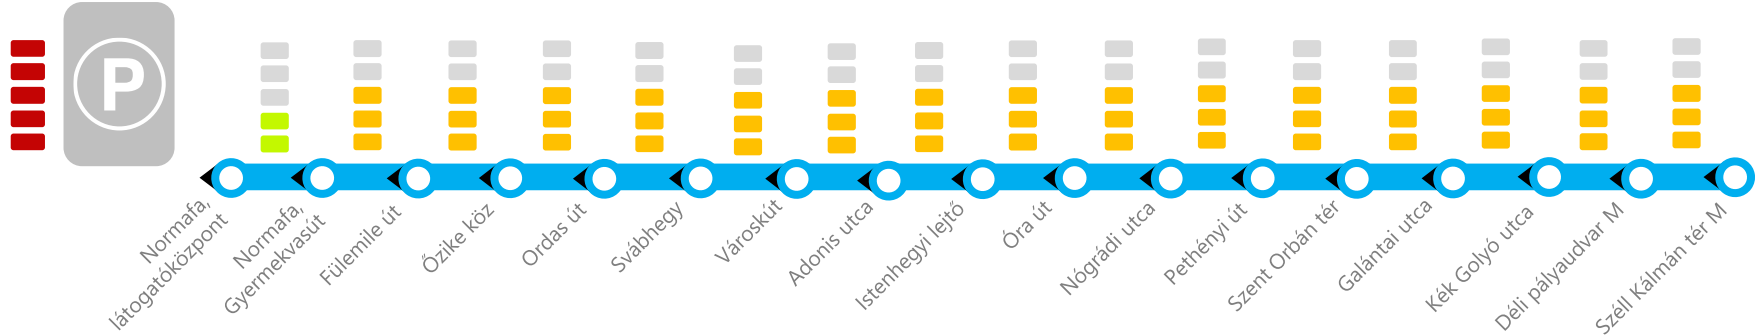 P
Normafa,
látogatóközpont
Normafa,
Gyermekvasút
Fülemile út
Őzike köz
Ordas út
Svábhegy
Városkút
Adonis utca
Istenhegyi lejtő
Óra út
Nógrádi utca
Pethényi út
Szent Orbán tér
Galántai utca
Kék Golyó utca
Déli pályaudvar M
Széll Kálmán tér M